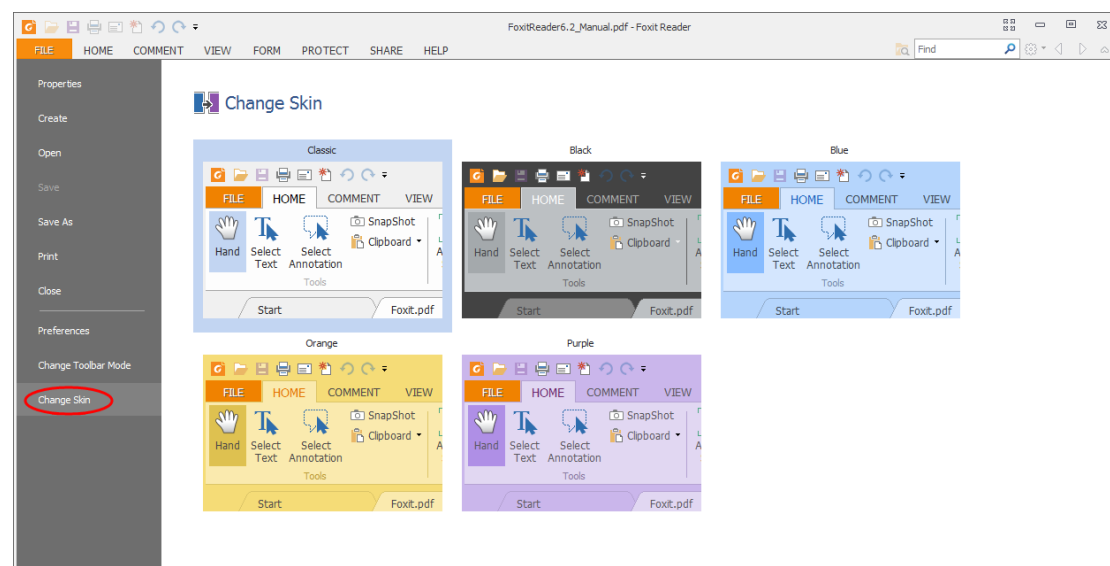 FoxitReader6.2_Manual.pdf - Foxit Reader
FILE HOME COMMENT VIEW FORM PROTECT SHARE HELP
Find
Properties
Create
Open
Save
Save As
Print
Close
Preferences
Change Toolbar Mode
Change Skin
Change Skin
Classic
FILE HOME COMMENT VIEW
Hand
Select Text
Select Annotation
SnapShot
Clipboard
A
Tools
Start
Foxit.pdf
Black
FILE HOME COMMENT VIEW
Hand
Select Text
Select Annotation
SnapShot
Clipboard
A
Tools
Start
Foxit.pdf
Blue
FILE HOME COMMENT VIEW
Hand
Select Text
Select Annotation
SnapShot
Clipboard
A
Tools
Start
Foxit.pdf
Orange
FILE HOME COMMENT VIEW
Hand
Select Text
Select Annotation
SnapShot
Clipboard
A
Tools
Start
Foxit.pdf
Purple
FILE HOME COMMENT VIEW
Hand
Select Text
Select Annotation
SnapShot
Clipboard
A
Tools
Start
Foxit.pdf